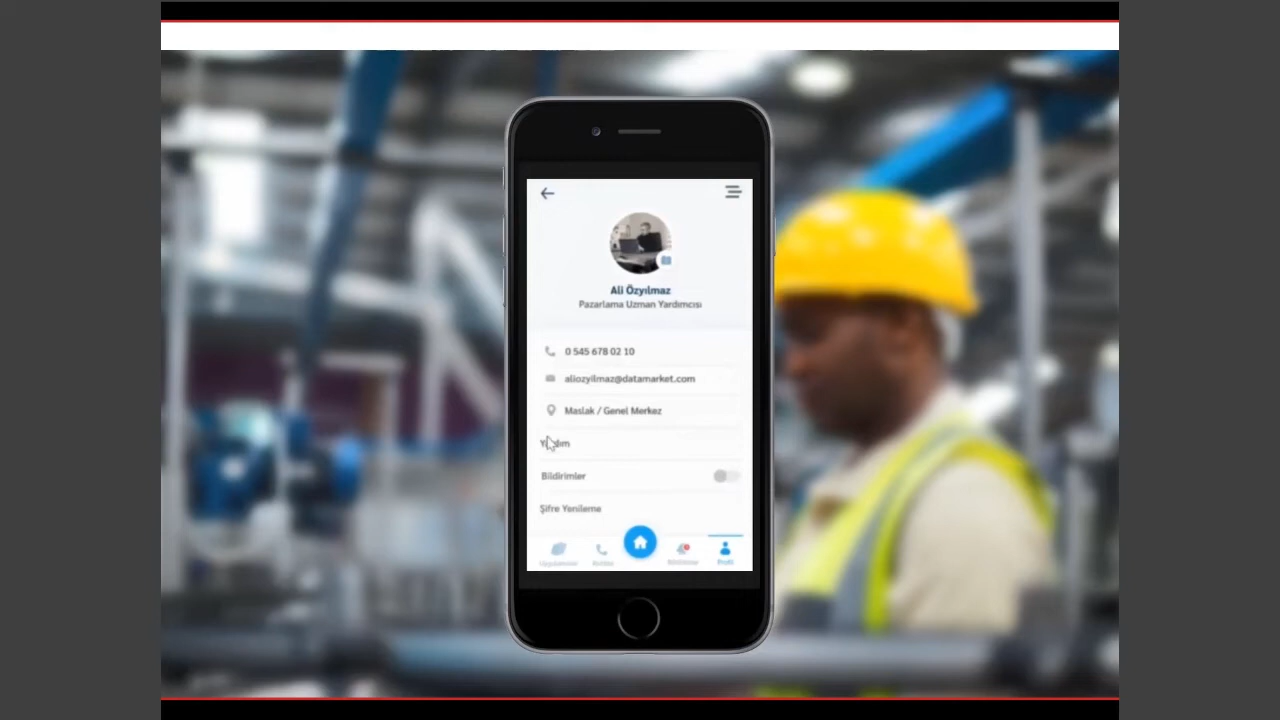 Ali Özyılmaz
Pazarlama Uzman Yardımcısı
0 545 678 02 10
aliozyilmaz@datamarket.com
Maslak / Genel Merkez
Bildirimler
Şifre Yenileme
Profil